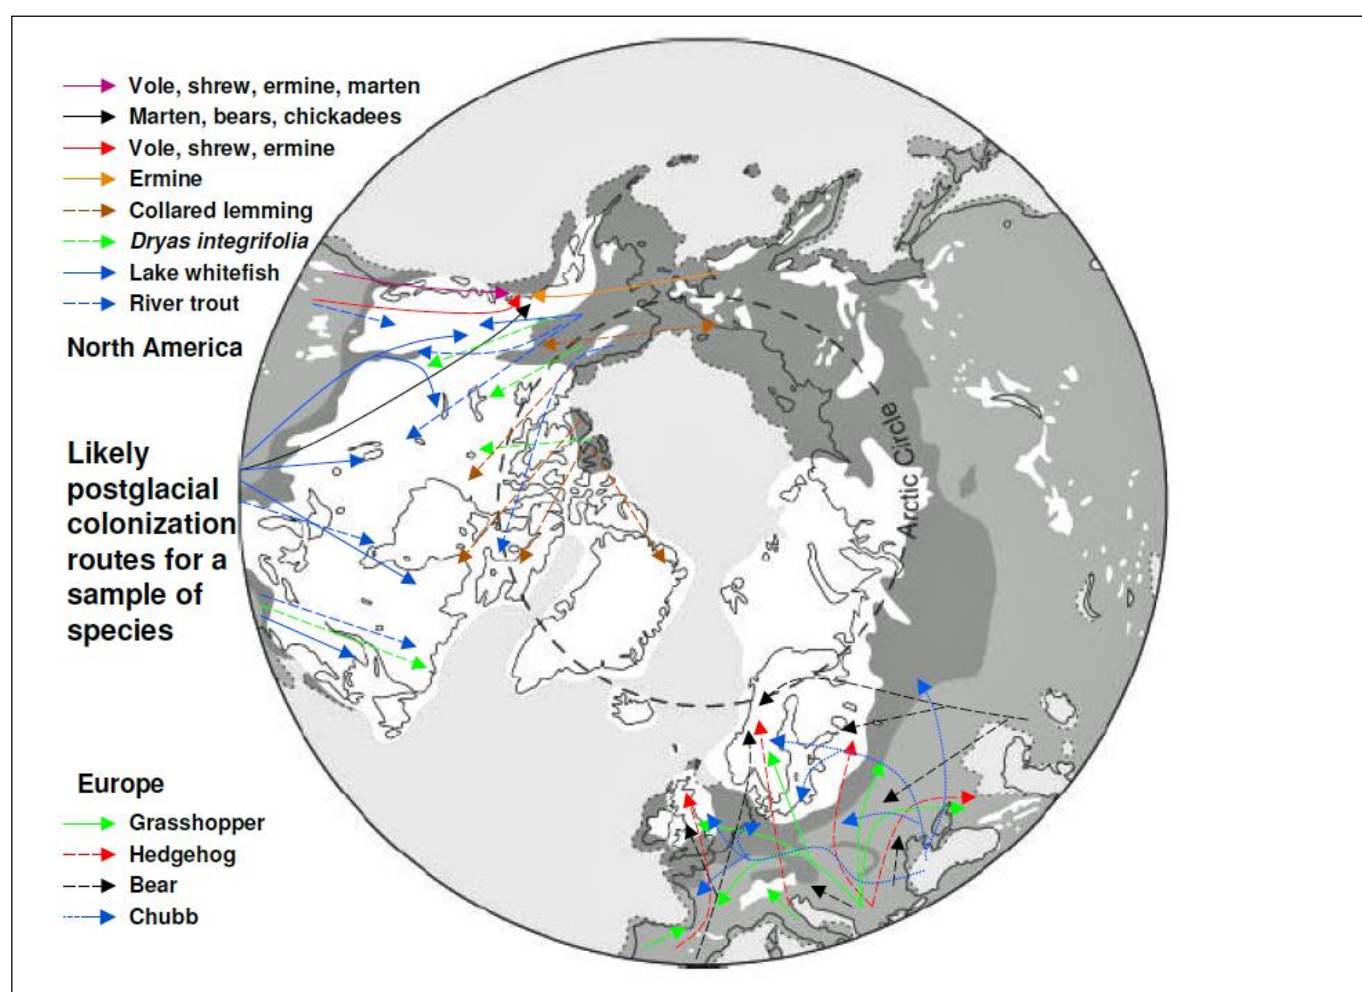 Vole, shrew, ermine, marten
Marten, bears, chickadees
Vole, shrew, ermine
Ermine
Collared lemming
Dryas integrifolia
Lake whitefish
River trout
North America
Likely
postglacial
colonization
routes for a
sample of
species
Arctic Circle
Europe
Grasshopper
Hedgehog
Bear
Chubb